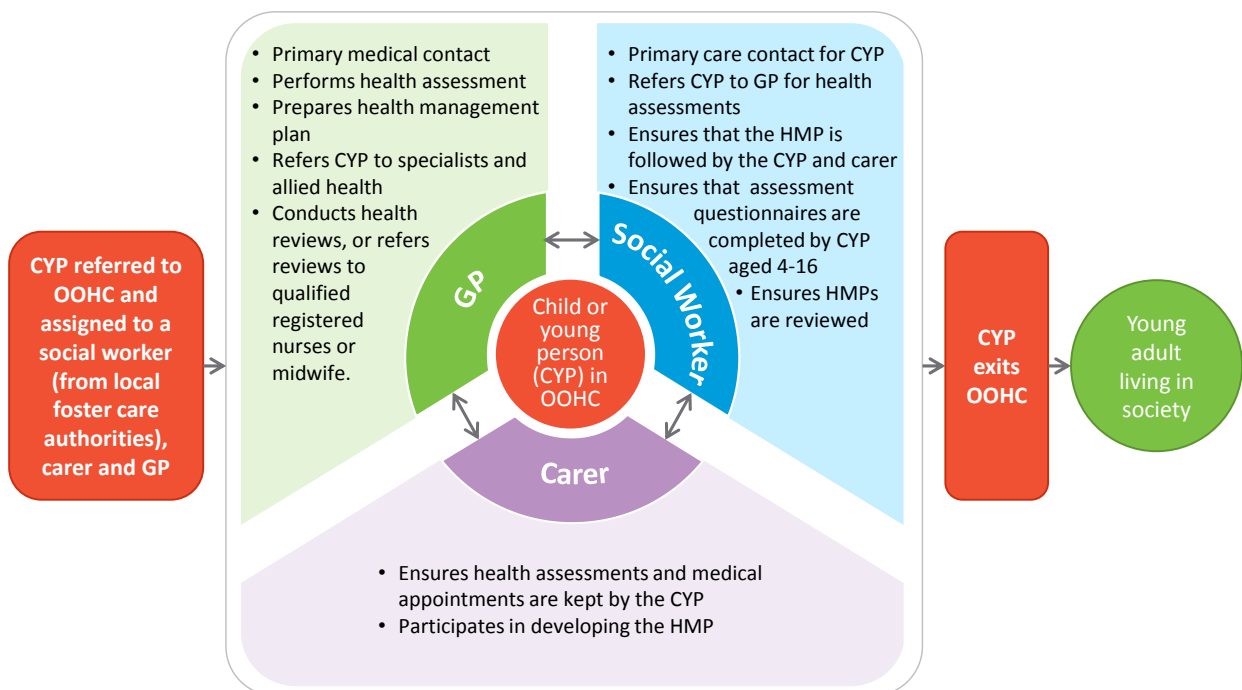 CYP referred to
OOHC and
assigned to a
social worker
(from local
foster care
authorities),
carer and GP
• Primary medical contact
• Performs health assessment
• Prepares health management
plan
• Refers CYP to specialists and
allied health
• Conducts health
reviews, or refers
reviews to
qualified
registered
nurses or
midwife.
• Primary care contact for CYP
• Refers CYP to GP for health
assessments
• Ensures that the HMP is
followed by the CYP and carer
• Ensures that assessment
questionnaires are
completed by CYP
aged 4-16
• Ensures HMPs
are reviewed
GP
Social Worker
Child or
young
person
(CYP) in
OOHC
Carer
• Ensures health assessments and medical
appointments are kept by the CYP
• Participates in developing the HMP
CYP
exits
OOHC
Young
adult
living in
society